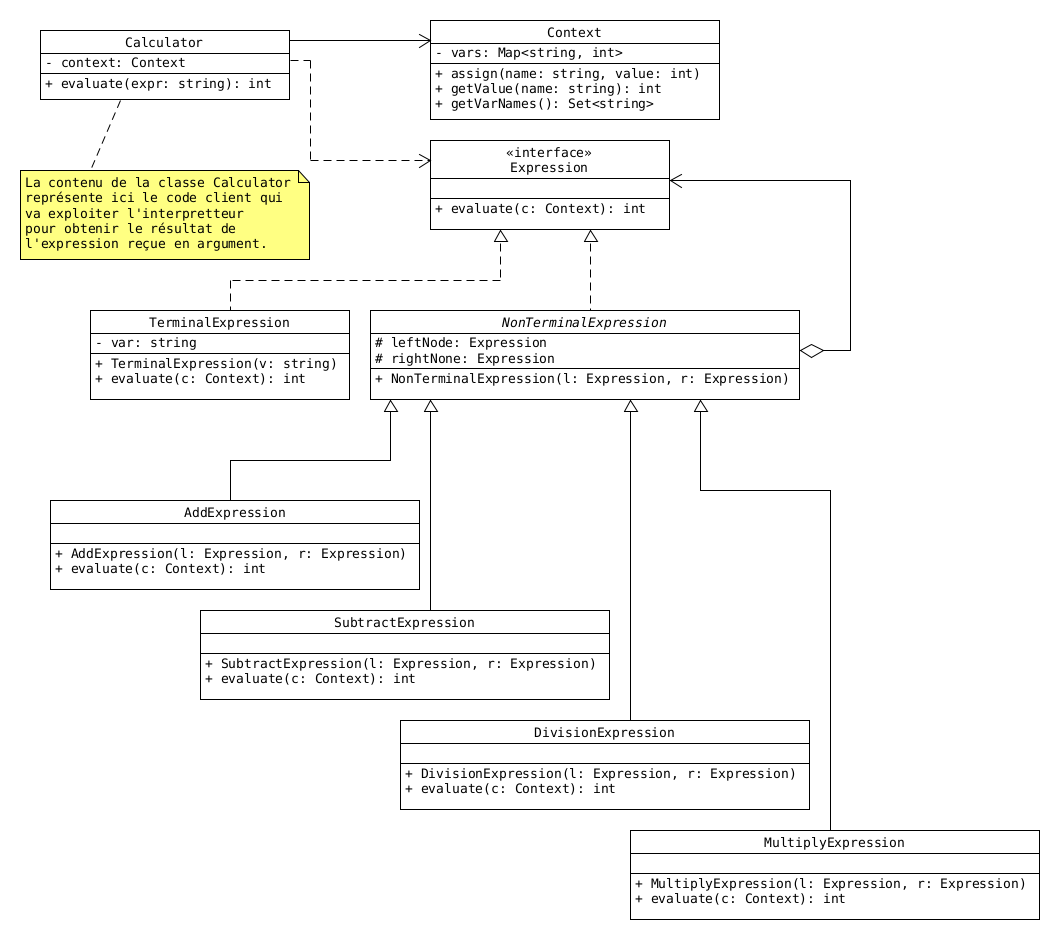 Calculator
- context: Context
+ evaluate(expr: string): int
Context
- vars: Map<string, int>
+ assign(name: string, value: int)
+ getValue(name: string): int
+ getVarNames(): Set<string>
«interface»
Expression
+ evaluate(c: Context): int
La contenu de la classe Calculator
représente ici le code client qui
va exploiter l'interpretteur
pour obtenir le résultat de
l'expression reçue en argument.
TerminalExpression
- var: string
+ TerminalExpression(v: string)
+ evaluate(c: Context): int
NonTerminalExpression
# leftNode: Expression
# rightNone: Expression
+ NonTerminalExpression(l: Expression, r: Expression)
AddExpression
+ AddExpression(l: Expression, r: Expression)
+ evaluate(c: Context): int
SubtractExpression
+ SubtractExpression(l: Expression, r: Expression)
+ evaluate(c: Context): int
DivisionExpression
+ DivisionExpression(l: Expression, r: Expression)
+ evaluate(c: Context): int
MultiplyExpression
+ MultiplyExpression(l: Expression, r: Expression)
+ evaluate(c: Context): int